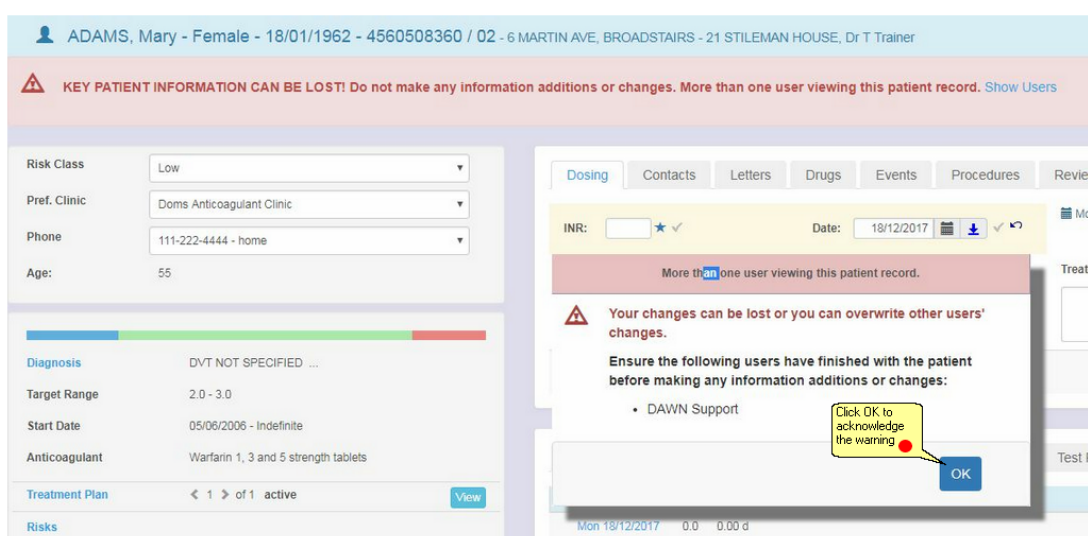 ADAMS, Mary - Female - 18/01/1962 - 4560508360 / 02 - 6 MARTIN AVE, BROADSTAIRS - 21 STILEMAN HOUSE, Dr T Trainer
KEY PATIENT INFORMATION CAN BE LOST! Do not make any information additions or changes. More than one user viewing this patient record. Show Users
Risk Class Low
Pref. Clinic Doms Anticoagulant Clinic
Phone 111-222-4444 - home
Age: 55
Diagnosis DVT NOT SPECIFIED ...
Target Range 2.0 - 3.0
Start Date 05/06/2006 - Indefinite
Anticoagulant Warfarin 1, 3 and 5 strength tablets
Treatment Plan < 1 > of 1 active View
Risks
Dosing Contacts Letters Drugs Events Procedures
INR: Date: 18/12/2017
More than one user viewing this patient record.
Your changes can be lost or you can overwrite other users'
changes.
Ensure the following users have finished with the patient
before making any information additions or changes:
• DAWN Support
Click OK to
acknowledge
the warning
OK
Mon 18/12/2017 0.0 0.00 d